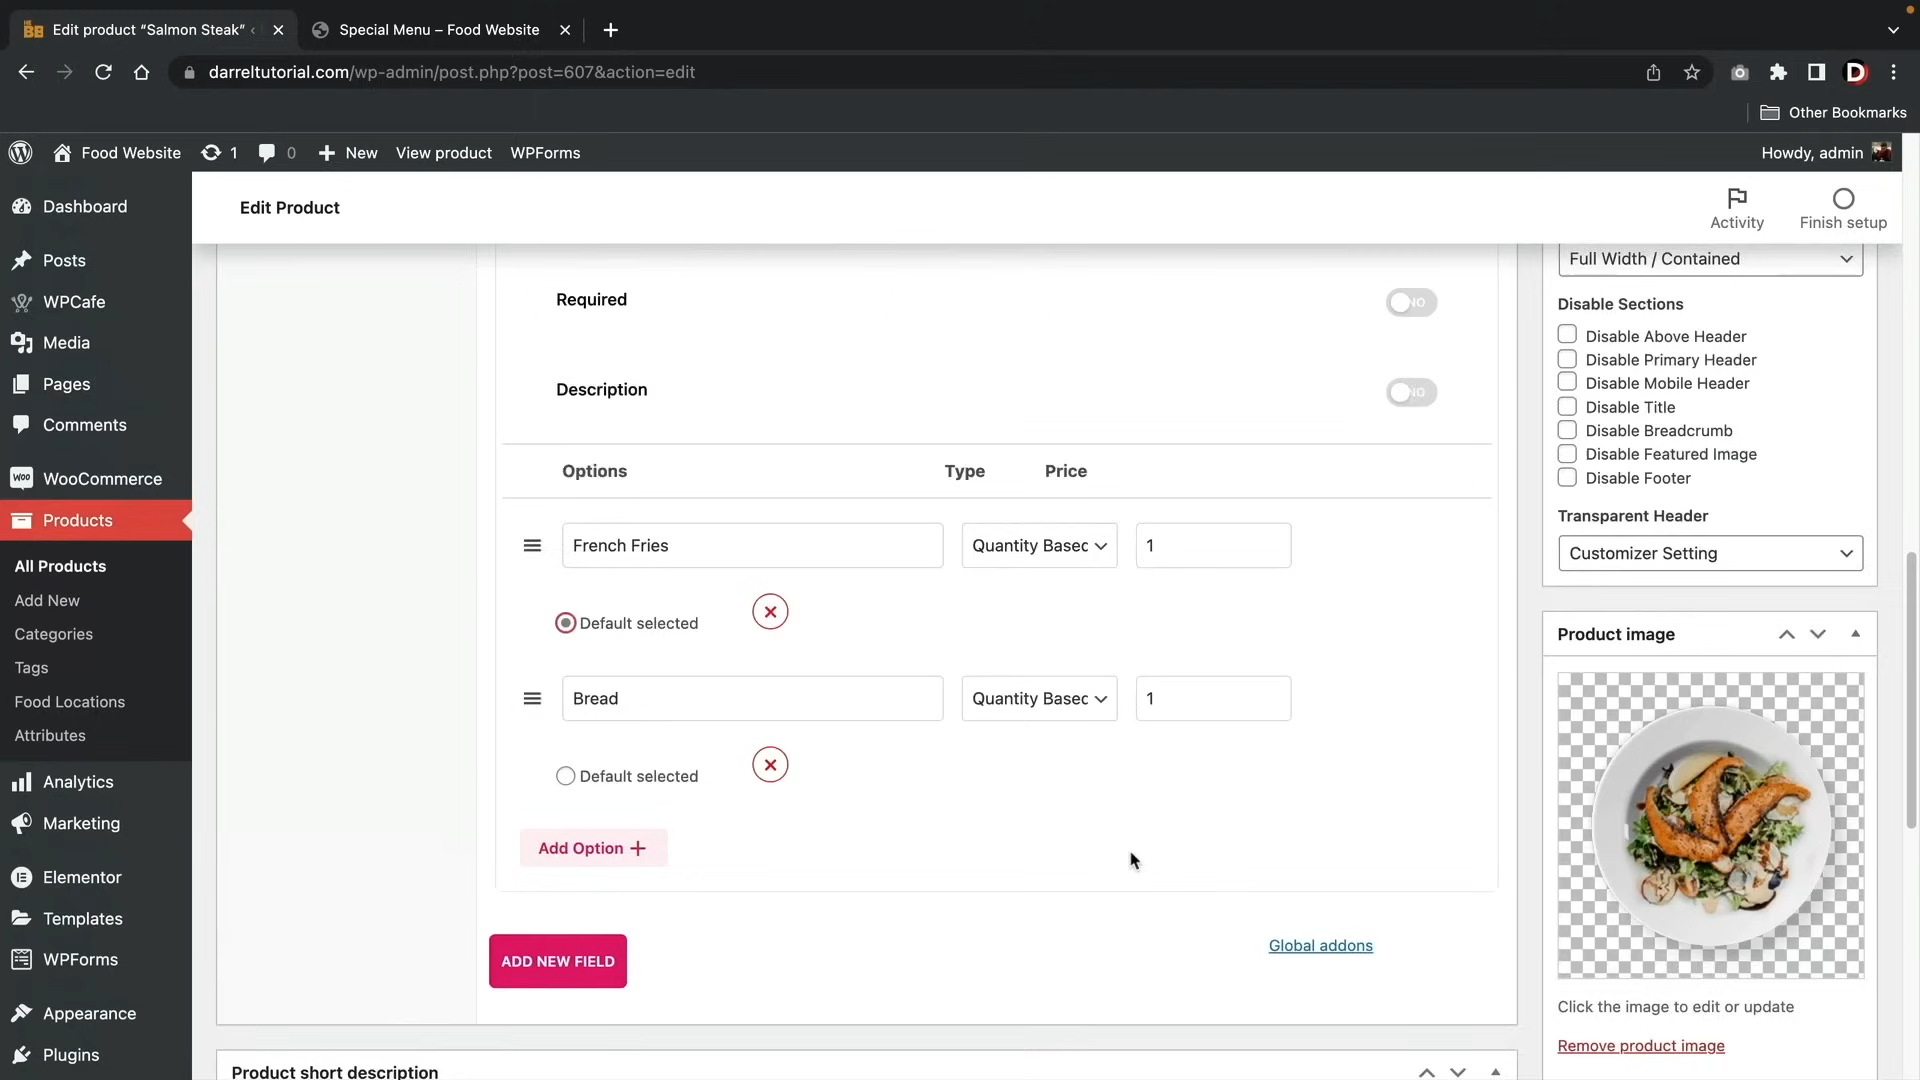 Edit product “Salmon Steak” ‹
Special Menu – Food Website
darreltutorial.com/wp-admin/post.php?post=607&action=edit
Other Bookmarks
Food Website
1
0
New
View product
WPForms
Howdy, admin
Dashboard
Posts
WPCafe
Media
Pages
Comments
WooCommerce
Products
All Products
Add New
Categories
Tags
Food Locations
Attributes
Analytics
Marketing
Elementor
Templates
WPForms
Appearance
Plugins
Edit Product
Activity
Finish setup
Required
NO
Description
NO
Options
Type
Price
French Fries
Quantity Basec
1
Default selected
Bread
Quantity Basec
1
Default selected
Add Option
ADD NEW FIELD
Global addons
Product short description
Full Width / Contained
Disable Sections
Disable Above Header
Disable Primary Header
Disable Mobile Header
Disable Title
Disable Breadcrumb
Disable Featured Image
Disable Footer
Transparent Header
Customizer Setting
Product image
Click the image to edit or update
Remove product image